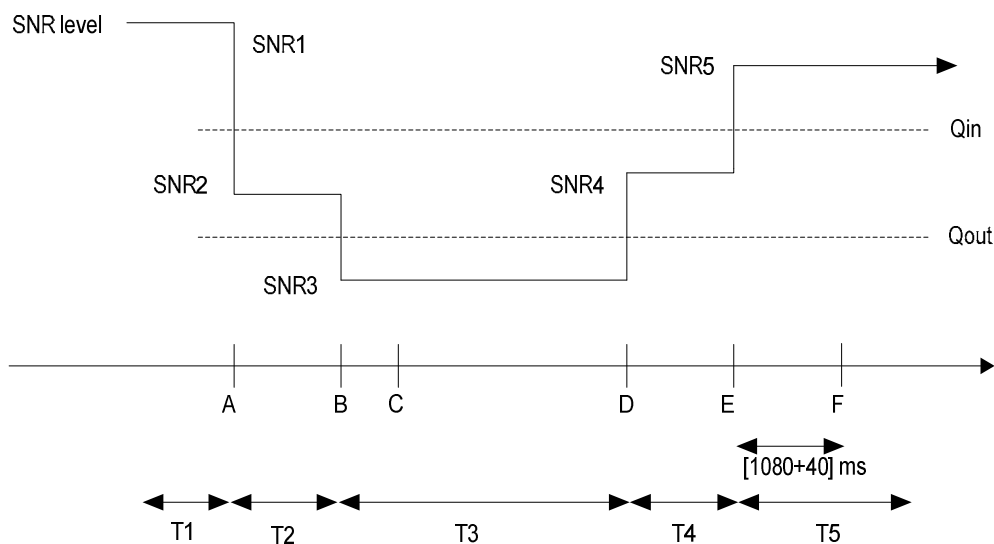 SNR level
SNR1
SNR5
Qin
SNR2
SNR4
Qout
SNR3
A
B
C
D
E
F
[1080+40] ms
T1
T2
T3
T4
T5